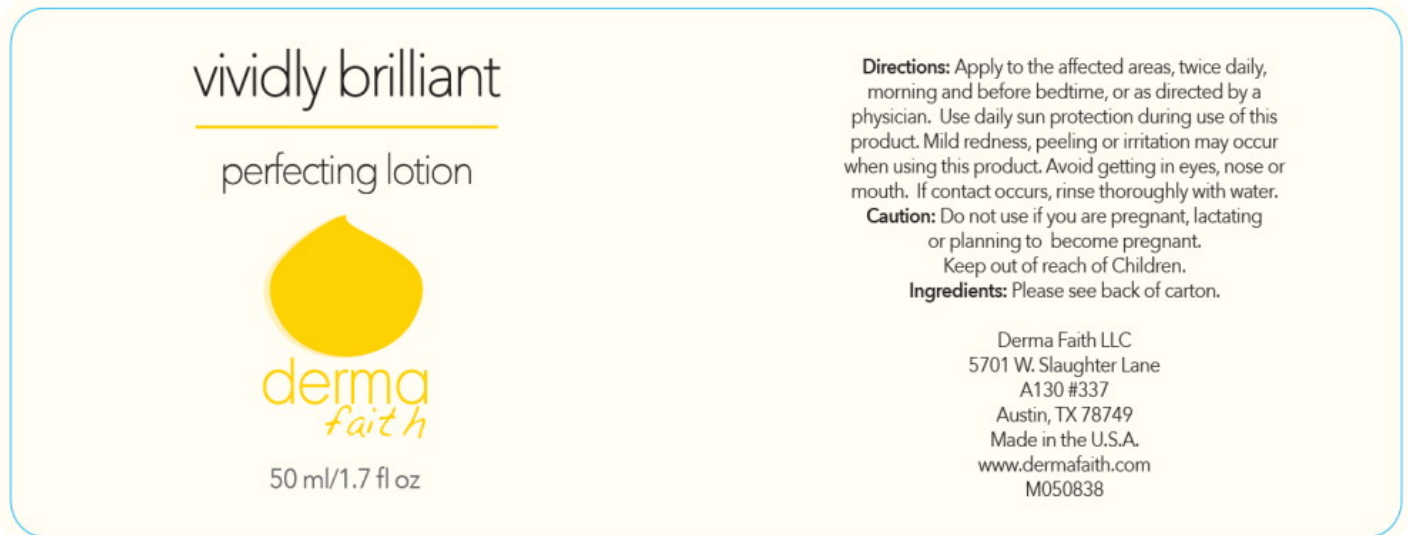 vividly brilliant
perfecting lotion
derma
faith
50 ml/1.7 fl oz
Directions: Apply to the affected areas, twice daily,
morning and before bedtime, or as directed by a
physician.  Use daily sun protection during use of this
product. Mild redness, peeling or irritation may occur
when using this product. Avoid getting in eyes, nose or
mouth.  If contact occurs, rinse thoroughly with water.
Caution: Do not use if you are pregnant, lactating
or planning to  become pregnant.
Keep out of reach of Children.
Ingredients: Please see back of carton.
Derma Faith LLC
5701 W. Slaughter Lane
A130 #337
Austin, TX 78749
Made in the U.S.A.
www.dermafaith.com
M050838